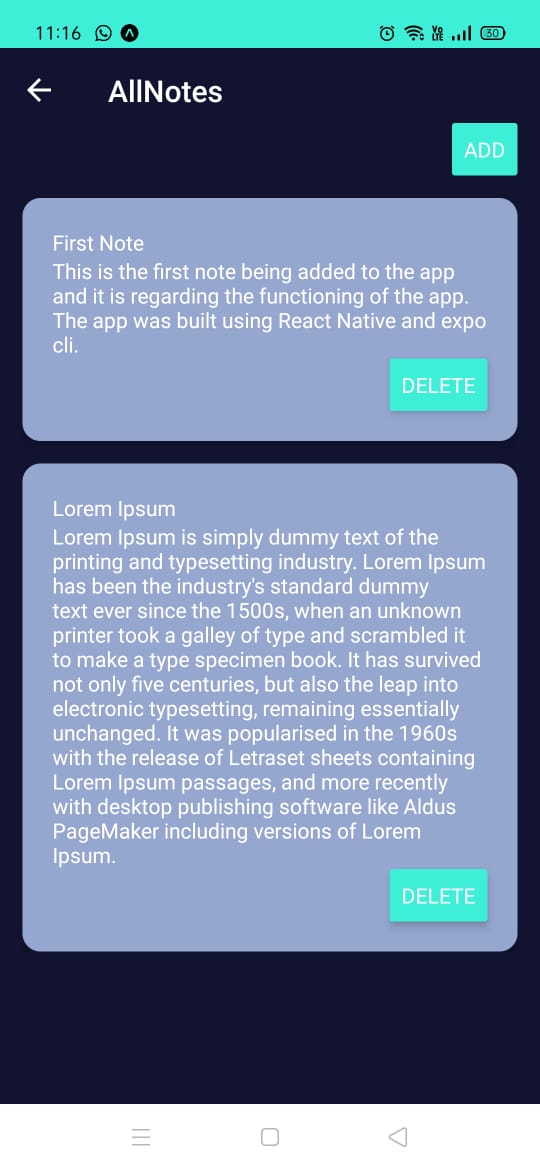 11:16
VO LTE
30
AllNotes
ADD
First Note
This is the first note being added to the app
and it is regarding the functioning of the app.
The app was built using React Native and expo
cli.
DELETE
Lorem Ipsum
Lorem Ipsum is simply dummy text of the
printing and typesetting industry. Lorem Ipsum
has been the industry's standard dummy
text ever since the 1500s, when an unknown
printer took a galley of type and scrambled it
to make a type specimen book. It has survived
not only five centuries, but also the leap into
electronic typesetting, remaining essentially
unchanged. It was popularised in the 1960s
with the release of Letraset sheets containing
Lorem Ipsum passages, and more recently
with desktop publishing software like Aldus
PageMaker including versions of Lorem
Ipsum.
DELETE